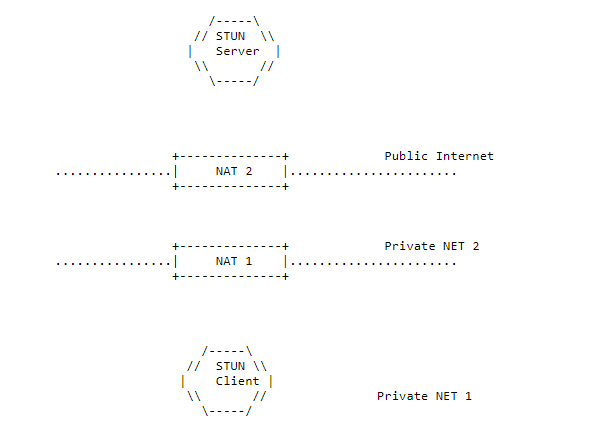 /-----\
// STUN  \\
|   Server  |
\\       //
\-----/
+--------------+             Public Internet
................|     NAT 2    |.......................
+--------------+
+--------------+             Private NET 2
................|     NAT 1    |.......................
+--------------+
/-----\
//  STUN \\
|    Client |
\\       //               Private NET 1
\-----/